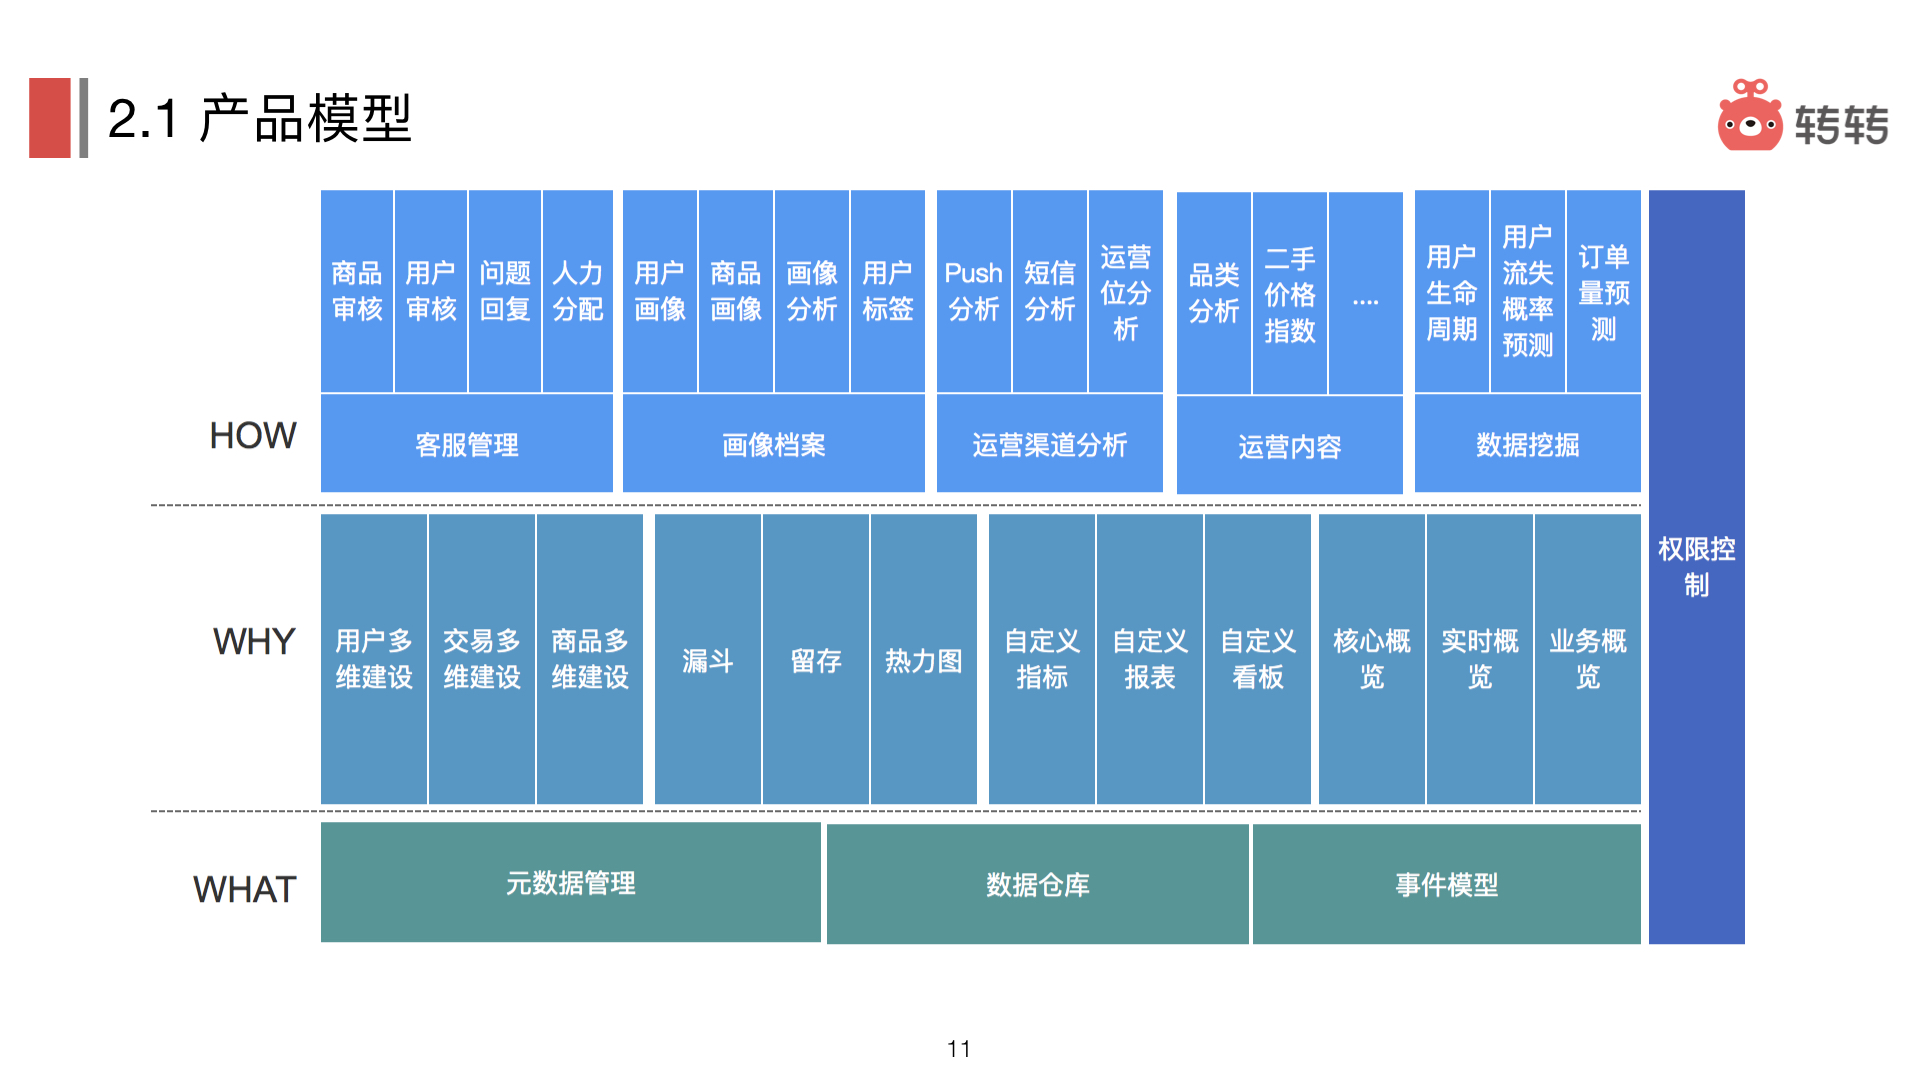 2.1 产品模型
转转
商品
审核
用户
审核
问题
回复
人力
分配
用户
画像
商品
画像
画像
分析
用户
标签
Push
分析
短信
分析
运营
位分
析
品类
分析
二手
价格
指数
....
用户
生命
周期
用户
流失
概率
预测
订单
量预
测
HOW
客服管理
画像档案
运营渠道分析
运营内容
数据挖掘
权限控
制
WHY
用户多
维建设
交易多
维建设
商品多
维建设
漏斗
留存
热力图
自定义
指标
自定义
报表
自定义
看板
核心概
览
实时概
览
业务概
览
WHAT
元数据管理
数据仓库
事件模型
11